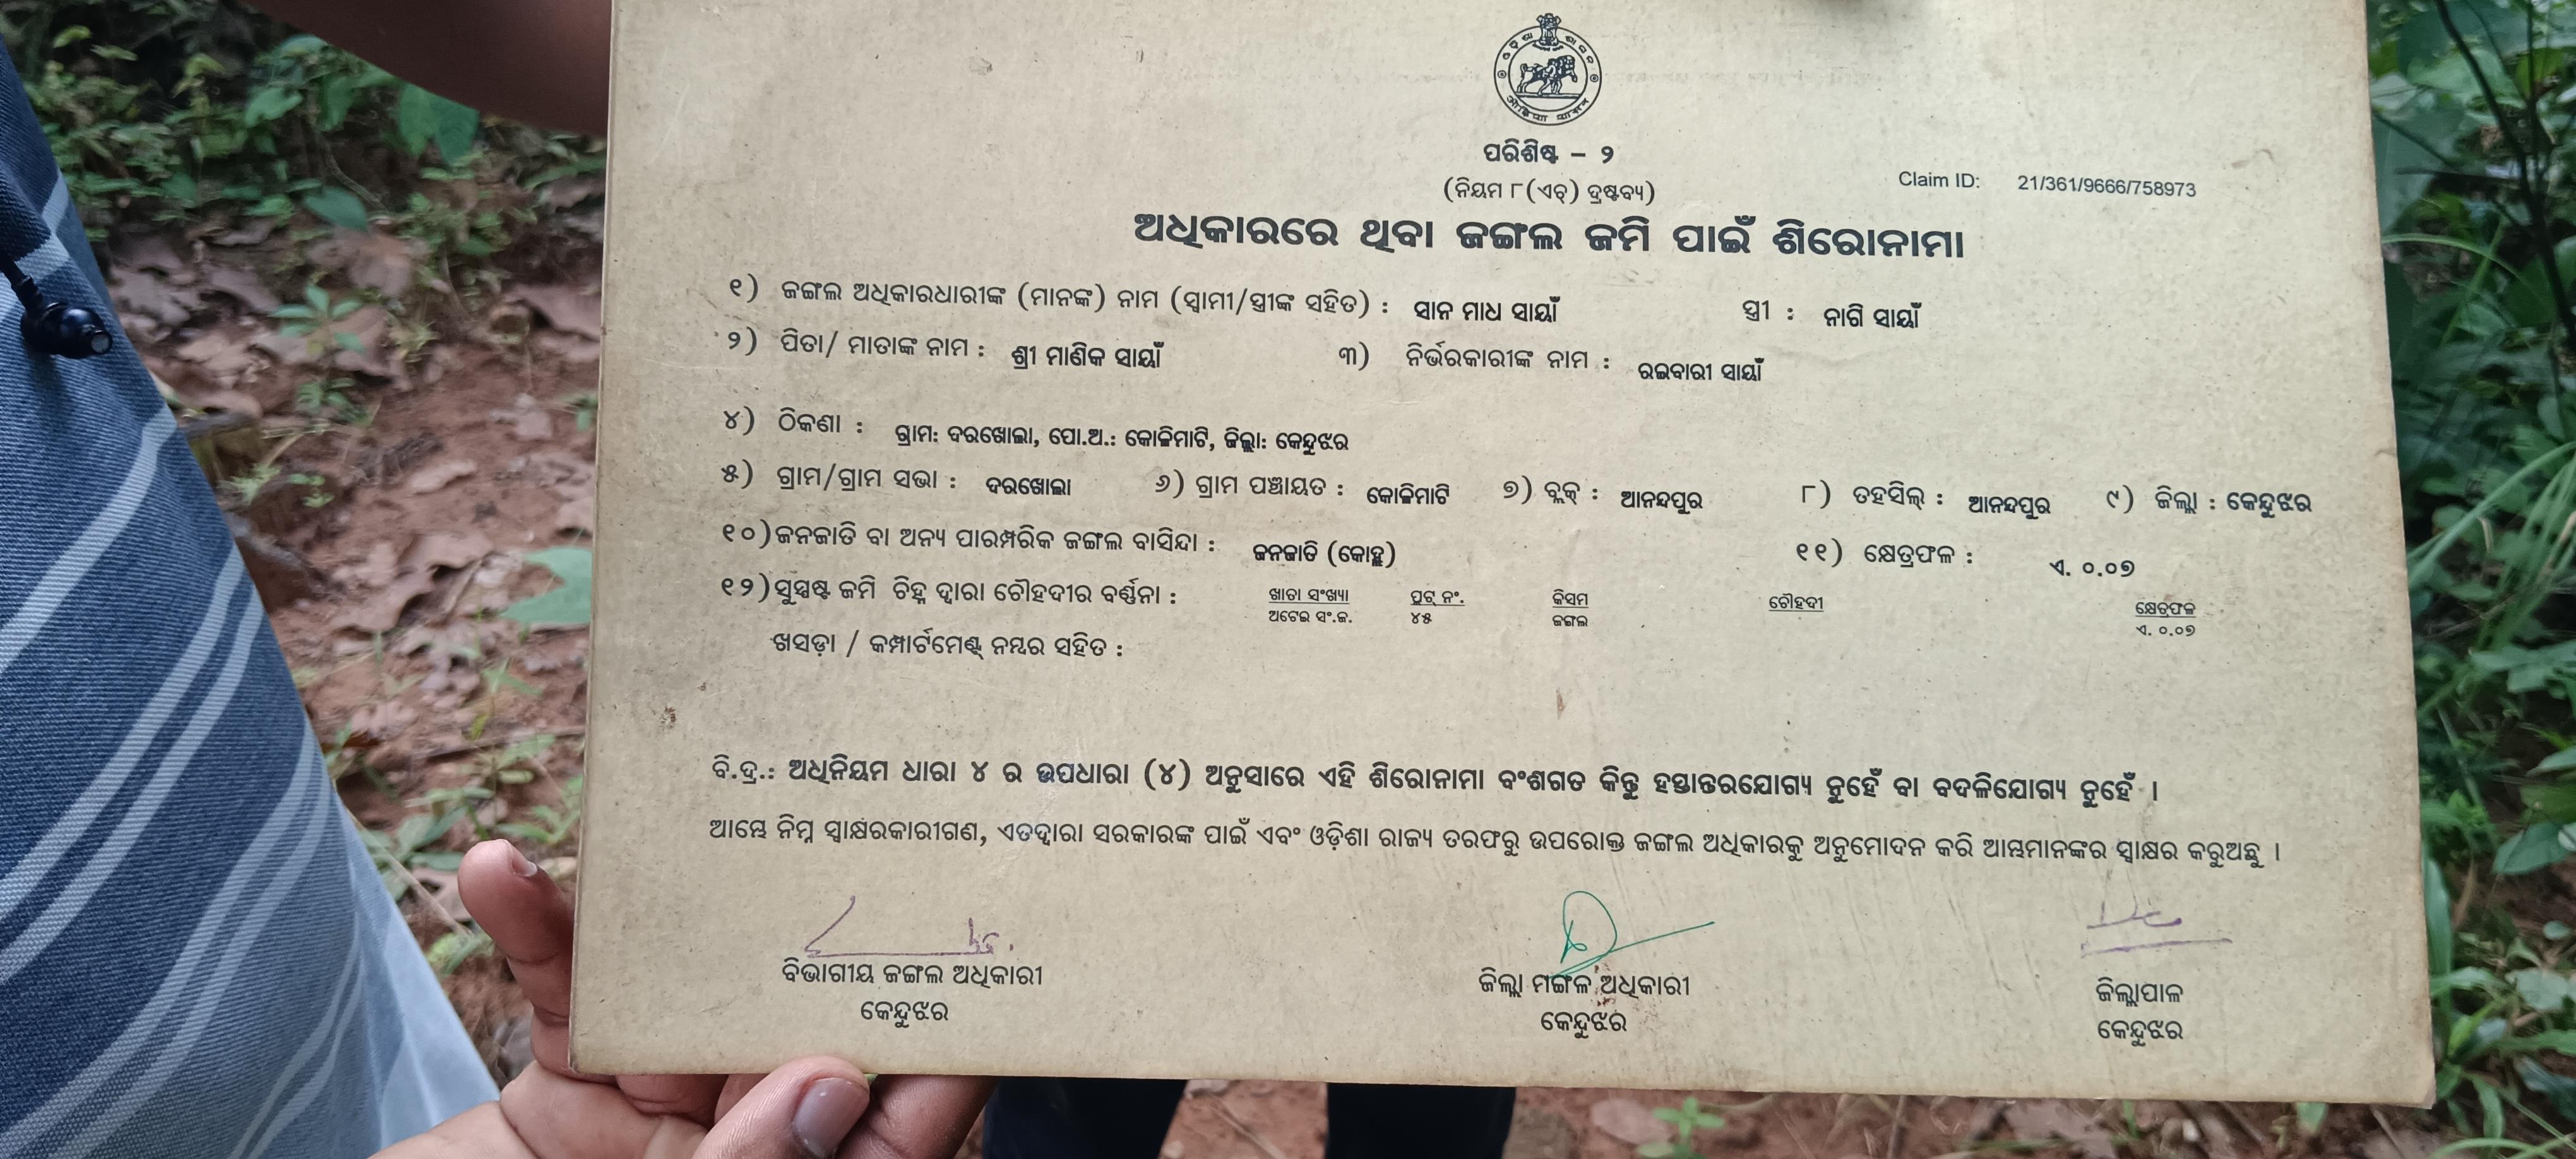 ଓଡ଼ିଶା ଶାସନ
ओडिशा शासन
ପରିଶିଷ୍ଟ – ୨
(ନିୟମ ୮(ଏଚ୍) ଦ୍ରଷ୍ଟବ୍ୟ)
Claim ID: 21/361/9666/758973
ଅଧିକାରରେ ଥିବା ଜଙ୍ଗଲ ଜମି ପାଇଁ ଶିରୋନାମା
୧) ଜଙ୍ଗଲ ଅଧିକାରଧାରୀଙ୍କ (ମାନଙ୍କ) ନାମ (ସ୍ୱାମୀ/ସ୍ତ୍ରୀଙ୍କ ସହିତ) : ସାନ ମାଧ ସାୟାଁ ସ୍ତ୍ରୀ : ନାଗି ସାୟାଁ
୨) ପିତା/ ମାତାଙ୍କ ନାମ : ଶ୍ରୀ ମାଣିକ ସାୟାଁ ୩) ନିର୍ଭରକାରୀଙ୍କ ନାମ : ରଇବାରୀ ସାୟାଁ
୪) ଠିକଣା : ଗ୍ରାମ: ଦରଖୋଲା, ପୋ.ଅ.: କୋଳିମାଟି, ଜିଲ୍ଲା: କେନ୍ଦୁଝର
୫) ଗ୍ରାମ/ଗ୍ରାମ ସଭା : ଦରଖୋଲା ୬) ଗ୍ରାମ ପଞ୍ଚାୟତ : କୋଳିମାଟି ୭) ବ୍ଲକ୍ : ଆନନ୍ଦପୁର ୮) ତହସିଲ୍ : ଆନନ୍ଦପୁର ୯) ଜିଲ୍ଲା : କେନ୍ଦୁଝର
୧୦) ଜନଜାତି ବା ଅନ୍ୟ ପାରମ୍ପରିକ ଜଙ୍ଗଲ ବାସିନ୍ଦା : ଜନଜାତି (କୋହ୍ଲ) ୧୧) କ୍ଷେତ୍ରଫଳ : ଏ. ୦.୦୭
୧୨) ସୁସ୍ପଷ୍ଟ ଜମି ଚିହ୍ନ ଦ୍ୱାରା ଚୌହଦୀର ବର୍ଣ୍ଣନା : ଖାତା ସଂଖ୍ୟା ପ୍ଲଟ୍ ନଂ. କିସମ ଚୌହଦୀ କ୍ଷେତ୍ରଫଳ
ଅଟେଇ ସଂ.ଜ. ୪୫ ଜଙ୍ଗଲ ଏ. ୦.୦୭
ଖସଡ଼ା / କମ୍ପାର୍ଟମେଣ୍ଟ୍ ନମ୍ବର ସହିତ :
ବି.ଦ୍ର.: ଅଧିନିୟମ ଧାରା ୪ ର ଉପଧାରା (୪) ଅନୁସାରେ ଏହି ଶିରୋନାମା ବଂଶଗତ କିନ୍ତୁ ହସ୍ତାନ୍ତରଯୋଗ୍ୟ ନୁହେଁ ବା ବଦଳିଯୋଗ୍ୟ ନୁହେଁ ।
ଆମ୍ଭେ ନିମ୍ନ ସ୍ୱାକ୍ଷରକାରୀଗଣ, ଏତଦ୍ୱାରା ସରକାରଙ୍କ ପାଇଁ ଏବଂ ଓଡ଼ିଶା ରାଜ୍ୟ ତରଫରୁ ଉପରୋକ୍ତ ଜଙ୍ଗଲ ଅଧିକାରକୁ ଅନୁମୋଦନ କରି ଆମ୍ଭମାନଙ୍କର ସ୍ୱାକ୍ଷର କରୁଅଛୁ ।
ବିଭାଗୀୟ ଜଙ୍ଗଲ ଅଧିକାରୀ ଜିଲ୍ଲା ମଙ୍ଗଳ ଅଧିକାରୀ ଜିଲ୍ଲାପାଳ
କେନ୍ଦୁଝର କେନ୍ଦୁଝର କେନ୍ଦୁଝର